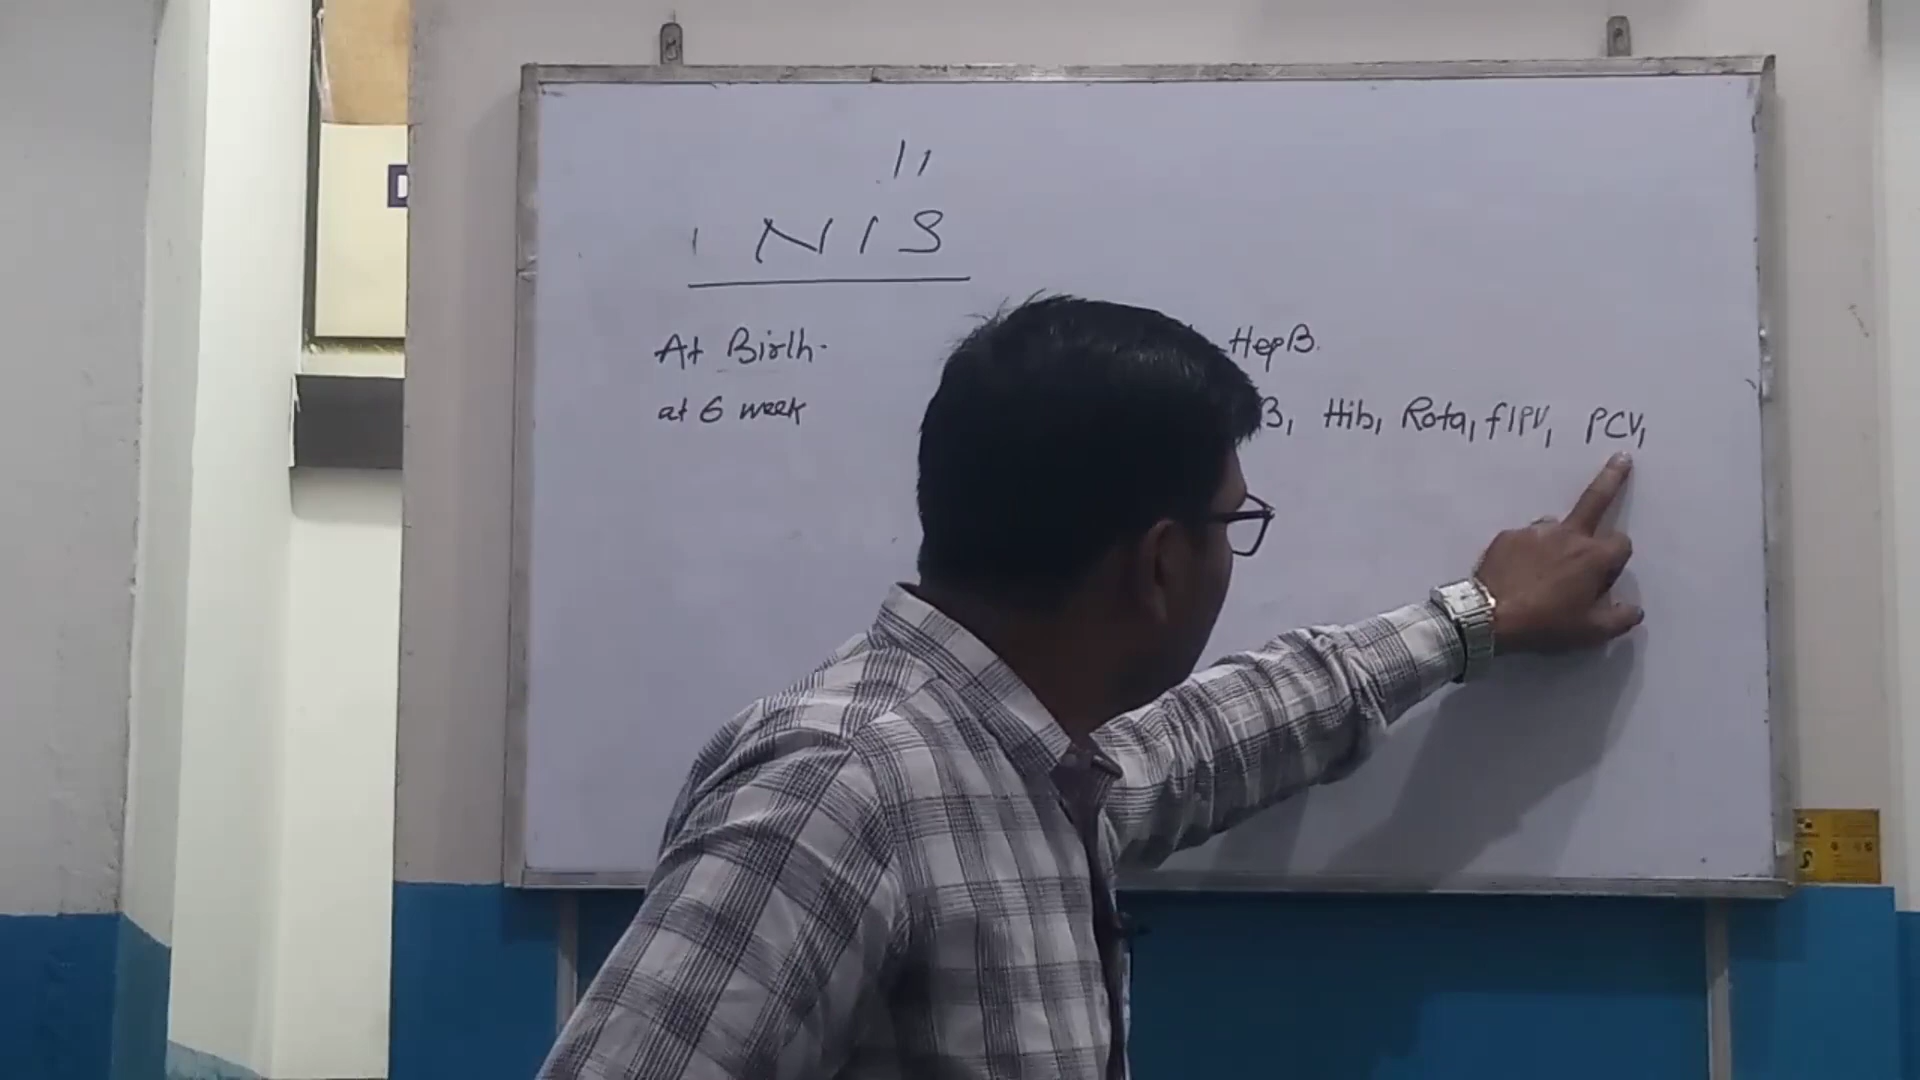 NIS
At Birth. HepB.
at 6 week B, Hib, Rota, fIPV, PCV,